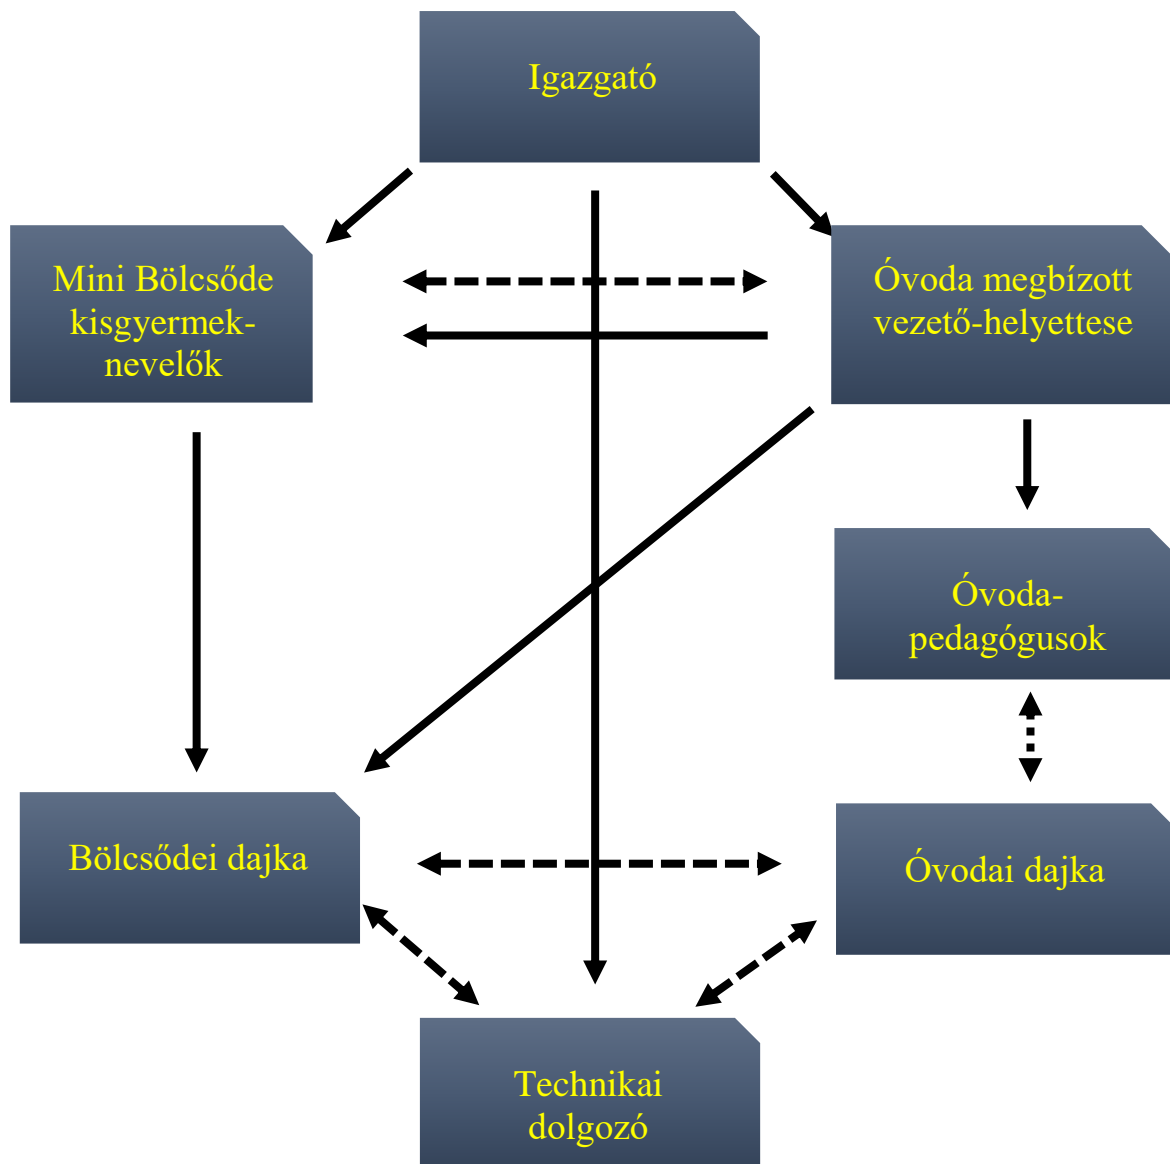 Igazgató
Mini Bölcsőde
kisgyermek-
nevelők
Óvoda megbízott
vezető-helyettese
Óvoda-
pedagógusok
Bölcsődei dajka
Óvodai dajka
Technikai
dolgozó